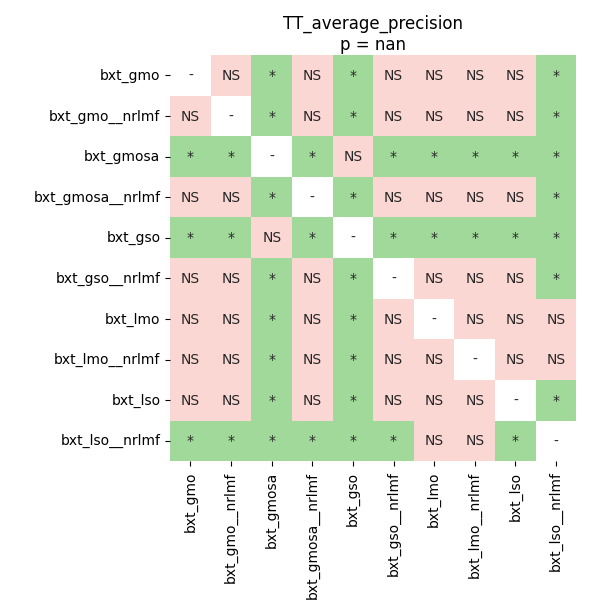 TT_average_precision
p = nan
bxt_gmo - NS * NS * NS NS NS NS *
bxt_gmo__nrlmf NS - * NS * NS NS NS NS *
bxt_gmosa * * - * NS * * * * *
bxt_gmosa__nrlmf NS NS * - * NS NS NS NS *
bxt_gso * * NS * - * * * * *
bxt_gso__nrlmf NS NS * NS * - NS NS NS *
bxt_lmo NS NS * NS * NS - NS NS NS
bxt_lmo__nrlmf NS NS * NS * NS NS - NS NS
bxt_lso NS NS * NS * NS NS NS - *
bxt_lso__nrlmf * * * * * * NS NS * -
bxt_gmo
bxt_gmo__nrlmf
bxt_gmosa
bxt_gmosa__nrlmf
bxt_gso
bxt_gso__nrlmf
bxt_lmo
bxt_lmo__nrlmf
bxt_lso
bxt_lso__nrlmf